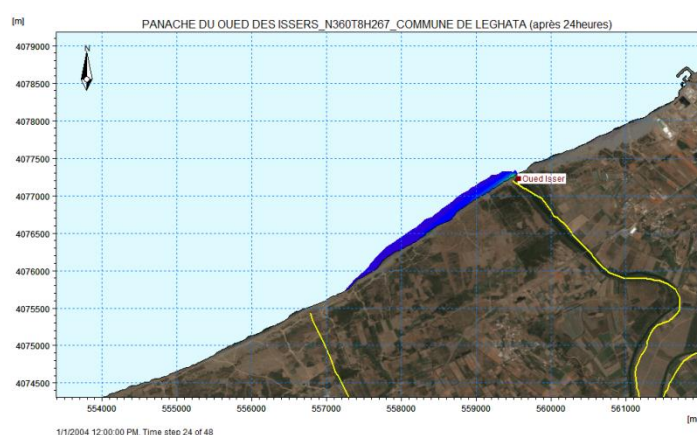 PANACHE DU OUED DES ISSERS_N360T8H267_COMMUNE DE LEGHATA (après 24heures)
[m]
4079000
N
4078500
4078000
4077500
4077000
Oued Isser
4076500
4076000
4075500
4075000
4074500
554000 555000 556000 557000 558000 559000 560000 561000
[m]
1/1/2004 12:00:00 PM, Time step 24 of 48